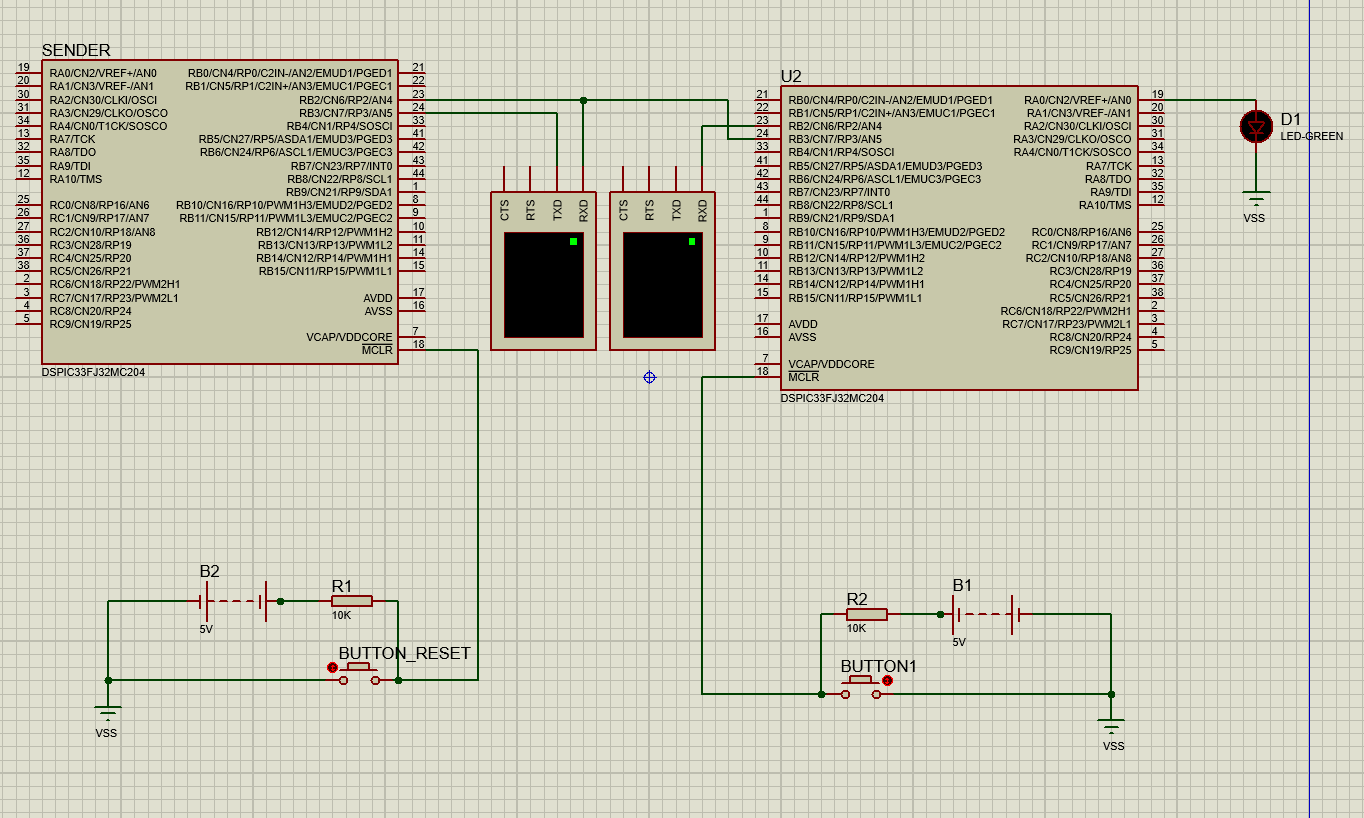 SENDER
19 RA0/CN2/VREF+/AN0 RB0/CN4/RP0/C2IN-/AN2/EMUD1/PGED1 21
20 RA1/CN3/VREF-/AN1 RB1/CN5/RP1/C2IN+/AN3/EMUC1/PGEC1 22
30 RA2/CN30/CLKI/OSCI RB2/CN6/RP2/AN4 23
31 RA3/CN29/CLKO/OSCO RB3/CN7/RP3/AN5 24
34 RA4/CN0/T1CK/SOSCO RB4/CN1/RP4/SOSCI 33
13 RA7/TCK RB5/CN27/RP5/ASDA1/EMUD3/PGED3 41
32 RA8/TDO RB6/CN24/RP6/ASCL1/EMUC3/PGEC3 42
35 RA9/TDI RB7/CN23/RP7/INT0 43
12 RA10/TMS RB8/CN22/RP8/SCL1 44
RB9/CN21/RP9/SDA1 1
25 RC0/CN8/RP16/AN6 RB10/CN16/RP10/PWM1H3/EMUD2/PGED2 8
26 RC1/CN9/RP17/AN7 RB11/CN15/RP11/PWM1L3/EMUC2/PGEC2 9
27 RC2/CN10/RP18/AN8 RB12/CN14/RP12/PWM1H2 10
36 RC3/CN28/RP19 RB13/CN13/RP13/PWM1L2 11
37 RC4/CN25/RP20 RB14/CN12/RP14/PWM1H1 14
38 RC5/CN26/RP21 RB15/CN11/RP15/PWM1L1 15
2 RC6/CN18/RP22/PWM2H1
3 RC7/CN17/RP23/PWM2L1 AVDD 17
4 RC8/CN20/RP24 AVSS 16
5 RC9/CN19/RP25
VCAP/VDDCORE 7
MCLR 18
DSPIC33FJ32MC204
CTS RTS TXD RXD
CTS RTS TXD RXD
U2
21 RB0/CN4/RP0/C2IN-/AN2/EMUD1/PGED1 RA0/CN2/VREF+/AN0 19
22 RB1/CN5/RP1/C2IN+/AN3/EMUC1/PGEC1 RA1/CN3/VREF-/AN1 20
23 RB2/CN6/RP2/AN4 RA2/CN30/CLKI/OSCI 30
24 RB3/CN7/RP3/AN5 RA3/CN29/CLKO/OSCO 31
33 RB4/CN1/RP4/SOSCI RA4/CN0/T1CK/SOSCO 34
41 RB5/CN27/RP5/ASDA1/EMUD3/PGED3 RA7/TCK 13
42 RB6/CN24/RP6/ASCL1/EMUC3/PGEC3 RA8/TDO 32
43 RB7/CN23/RP7/INT0 RA9/TDI 35
44 RB8/CN22/RP8/SCL1 RA10/TMS 12
1 RB9/CN21/RP9/SDA1
8 RB10/CN16/RP10/PWM1H3/EMUD2/PGED2 RC0/CN8/RP16/AN6 25
9 RB11/CN15/RP11/PWM1L3/EMUC2/PGEC2 RC1/CN9/RP17/AN7 26
10 RB12/CN14/RP12/PWM1H2 RC2/CN10/RP18/AN8 27
11 RB13/CN13/RP13/PWM1L2 RC3/CN28/RP19 36
14 RB14/CN12/RP14/PWM1H1 RC4/CN25/RP20 37
15 RB15/CN11/RP15/PWM1L1 RC5/CN26/RP21 38
RC6/CN18/RP22/PWM2H1 2
17 AVDD RC7/CN17/RP23/PWM2L1 3
16 AVSS RC8/CN20/RP24 4
RC9/CN19/RP25 5
7 VCAP/VDDCORE
18 MCLR
DSPIC33FJ32MC204
D1
LED-GREEN
VSS
B2
5V
R1
10K
BUTTON_RESET
VSS
R2
10K
B1
5V
BUTTON1
VSS